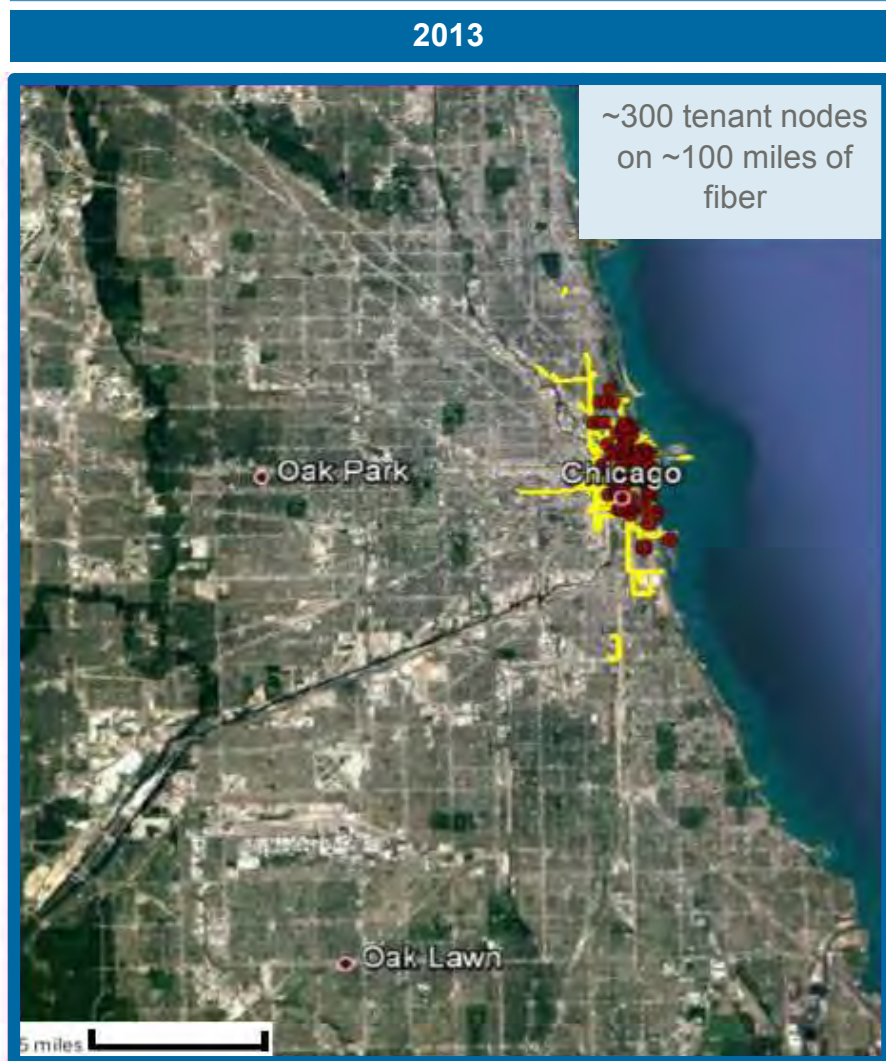 2013
~300 tenant nodes
on ~100 miles of
fiber
Oak Park
Chicago
Oak Lawn
5 miles